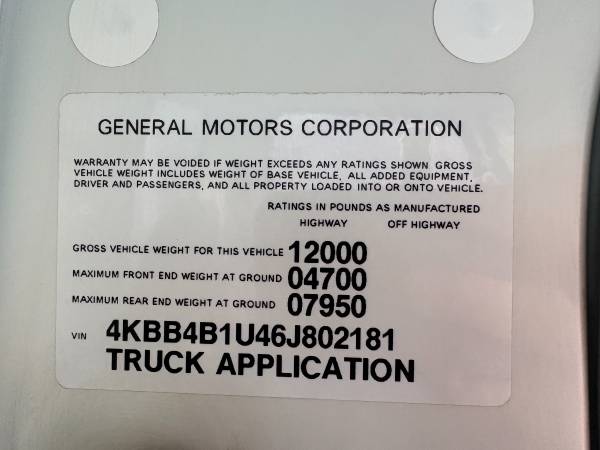 GENERAL MOTORS CORPORATION
WARRANTY MAY BE VOIDED IF WEIGHT EXCEEDS ANY RATINGS SHOWN. GROSS
VEHICLE WEIGHT INCLUDES WEIGHT OF BASE VEHICLE, ALL ADDED EQUIPMENT,
DRIVER AND PASSENGERS, AND ALL PROPERTY LOADED INTO OR ONTO VEHICLE.
RATINGS IN POUNDS AS MANUFACTURED
HIGHWAY OFF HIGHWAY
GROSS VEHICLE WEIGHT FOR THIS VEHICLE 12000
MAXIMUM FRONT END WEIGHT AT GROUND 04700
MAXIMUM REAR END WEIGHT AT GROUND 07950
VIN 4KBB4B1U46J802181
TRUCK APPLICATION